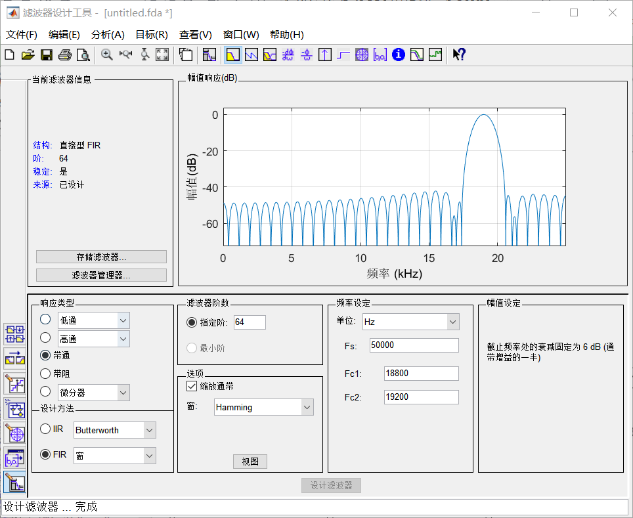 滤波器设计工具 - [untitled.fda *]
文件(F) 编辑(E) 分析(A) 目标(R) 查看(V) 窗口(W) 帮助(H)
当前滤波器信息
结构: 直接型 FIR
阶: 64
稳定: 是
来源: 已设计
存储滤波器...
滤波器管理器...
幅值响应(dB)
幅值(dB)
0
-20
-40
-60
0 5 10 15 20
频率 (kHz)
响应类型
低通
高通
带通
带阻
微分器
设计方法
IIR Butterworth
FIR 窗
滤波器阶数
指定阶: 64
最小阶
选项
缩放通带
窗: Hamming
视图
频率设定
单位: Hz
Fs: 50000
Fc1: 18800
Fc2: 19200
幅值设定
截止频率处的衰减固定为 6 dB (通
带增益的一半)
设计滤波器
设计滤波器 ... 完成